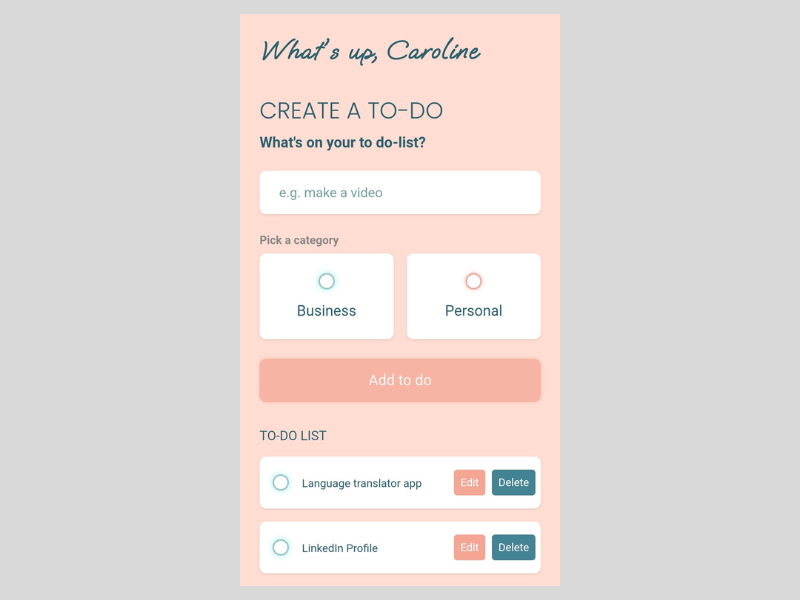 What's up, Caroline
CREATE A TO-DO
What's on your to do-list?
e.g. make a video
Pick a category
Business
Personal
Add to do
TO-DO LIST
Language translator app Edit Delete
LinkedIn Profile Edit Delete